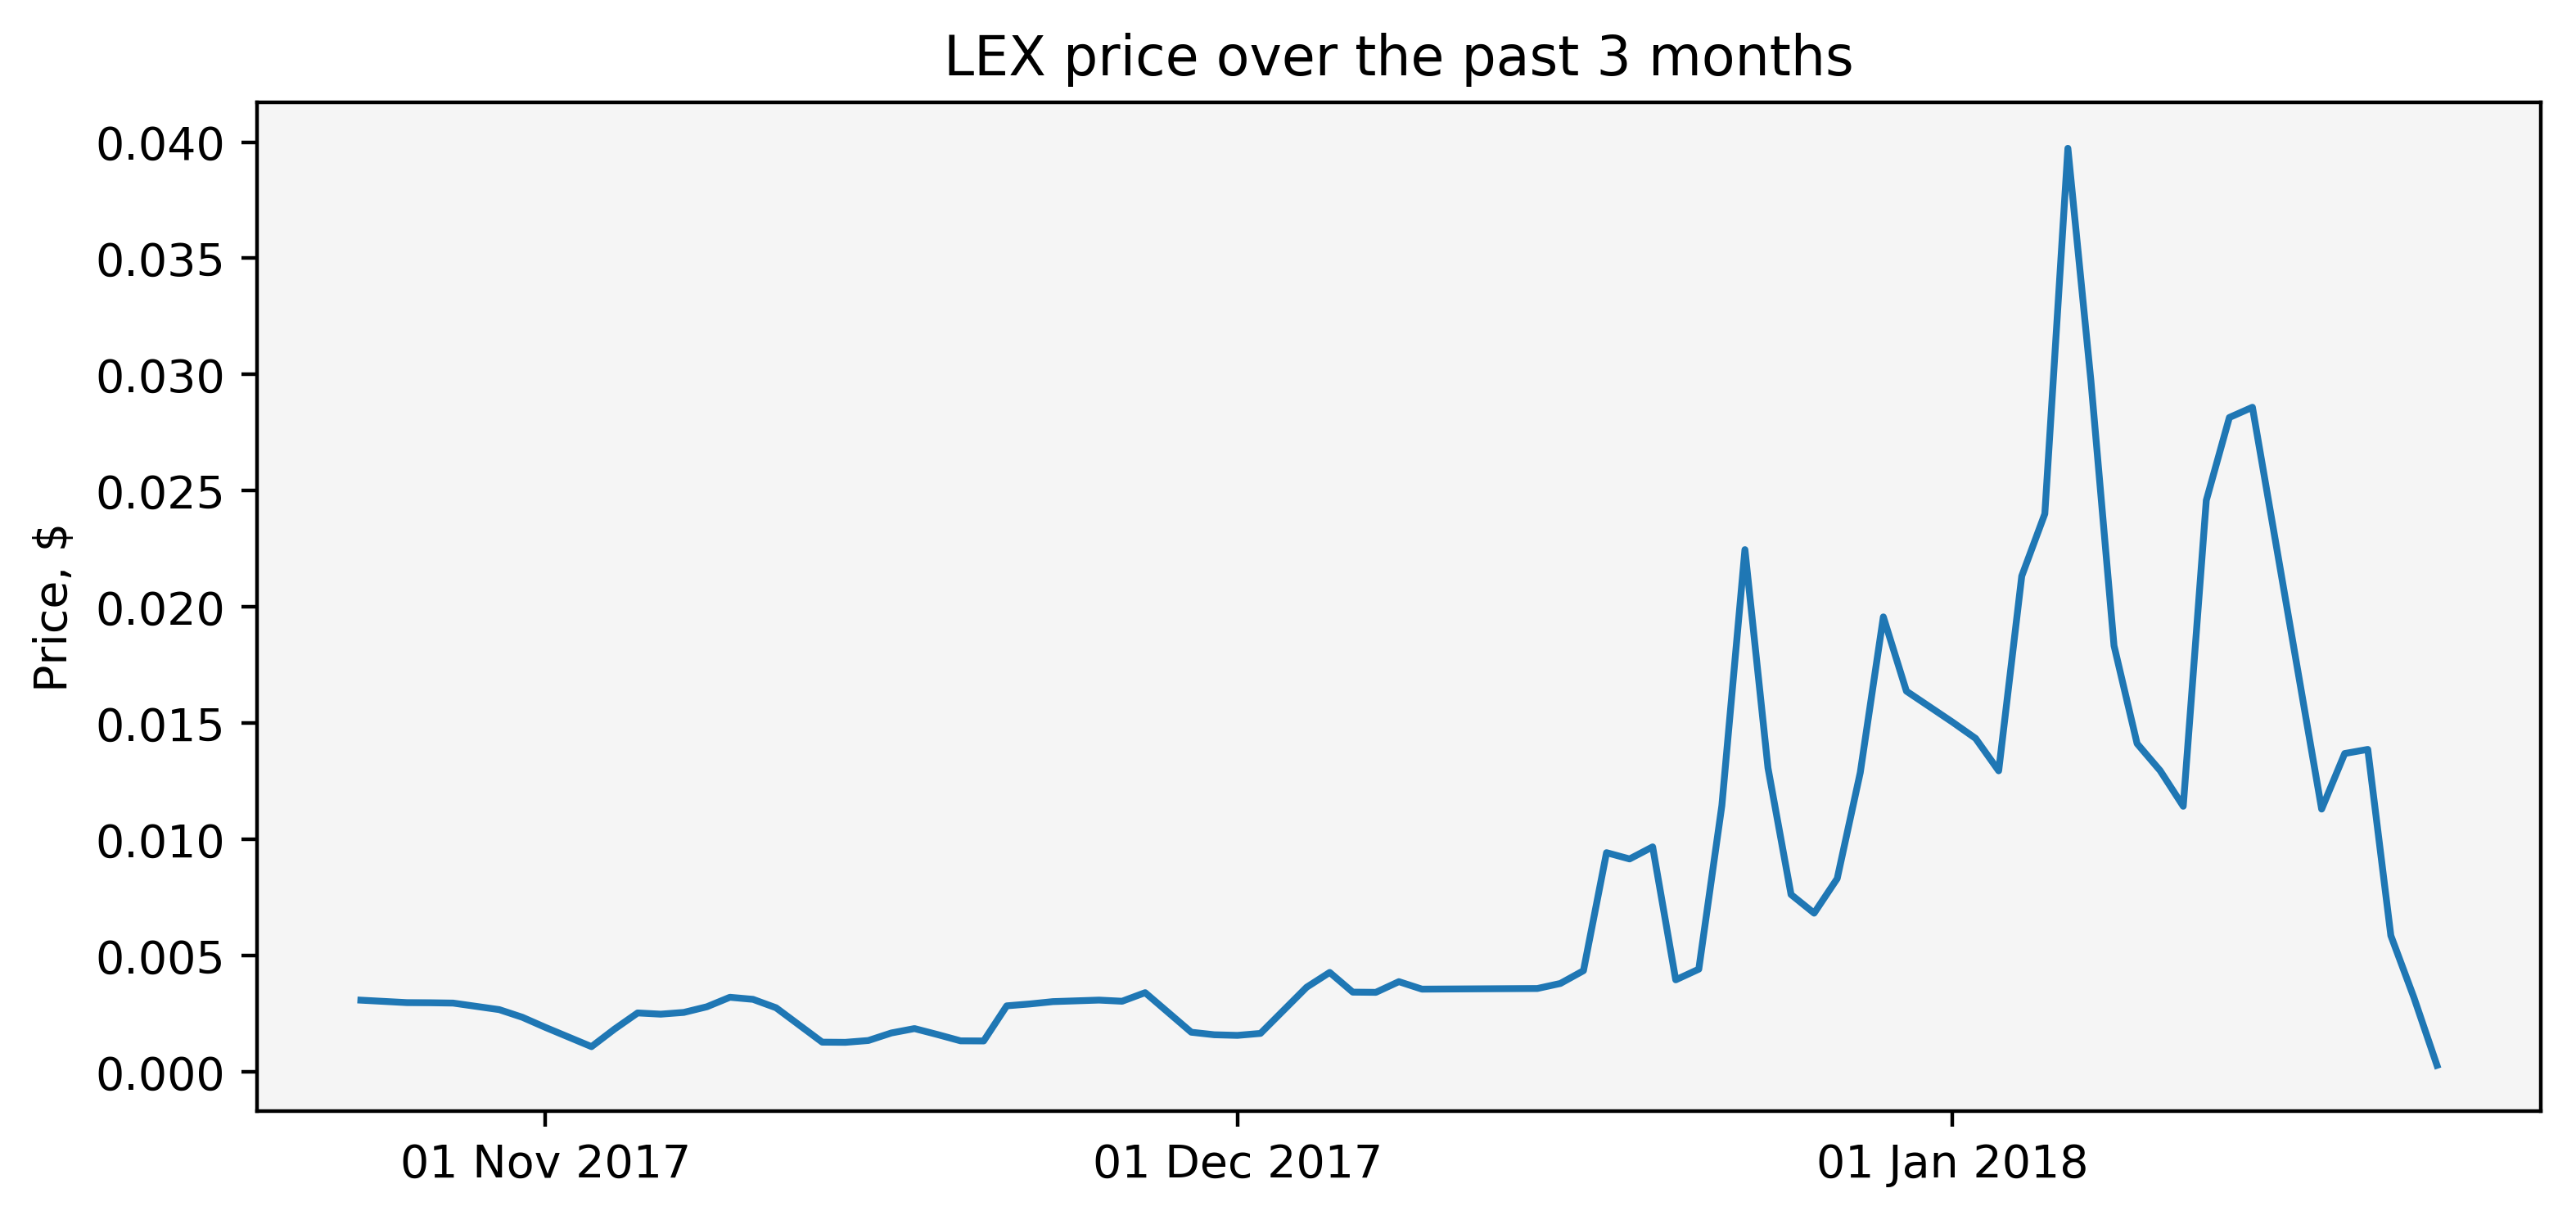 LEX price over the past 3 months
Price, $
0.040
0.035
0.030
0.025
0.020
0.015
0.010
0.005
0.000
01 Nov 2017
01 Dec 2017
01 Jan 2018